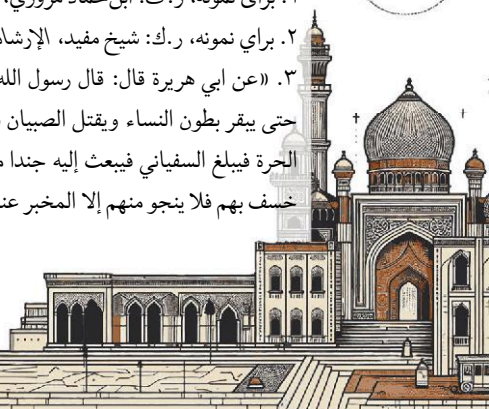 ۱. برای نمونه، ر.ک: ابن‌حماد مروزی،
۲. براي نمونه، ر.ك: شيخ مفيد، الإرشاد
۳. «عن ابي هريرة قال: قال رسول الله
حتى يبقر بطون النساء ويقتل الصبيان
الحرة فيبلغ السفياني فيبعث إليه جندا
خسف بهم فلا ينجو منهم إلا المخبر